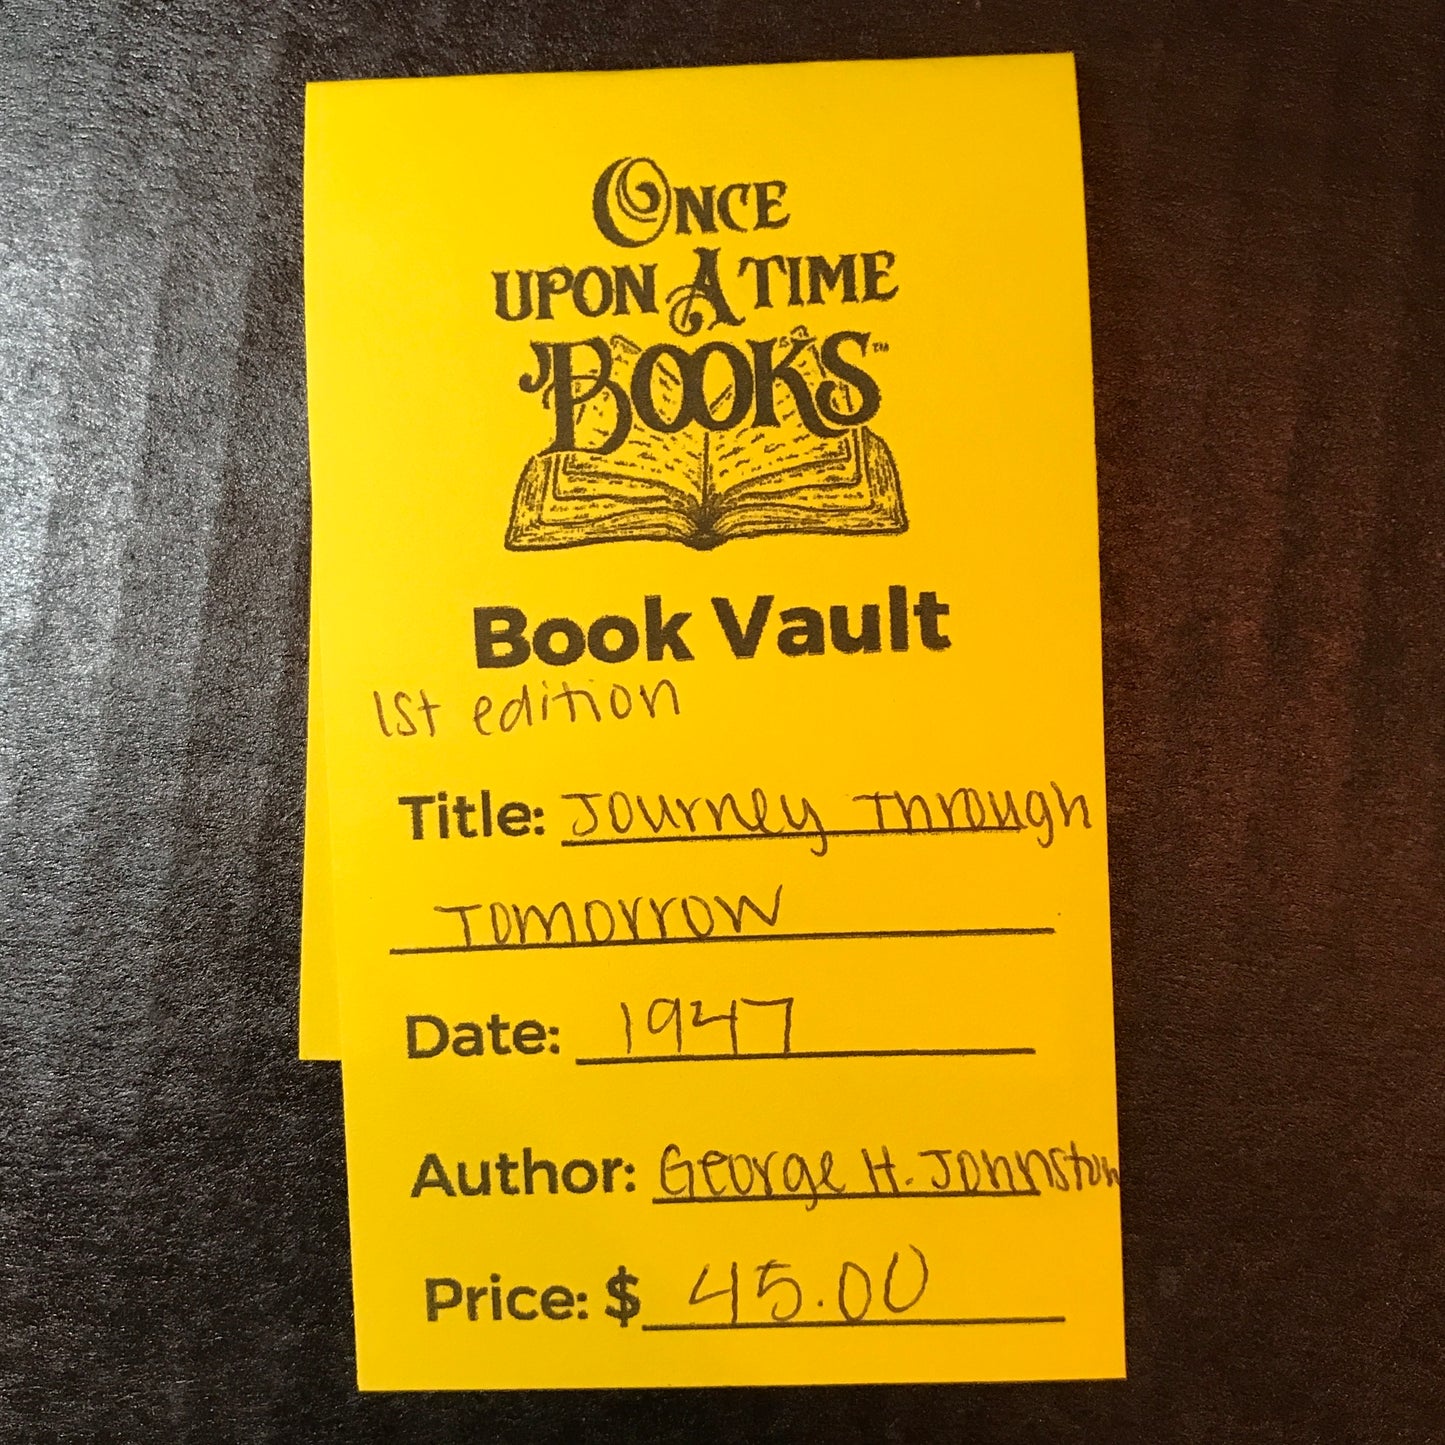 ONCE
UPON A TIME
BOOKS™
Book Vault
1st edition
Title: Journey Through
Tomorrow
Date: 1947
Author: George H. Johnston
Price: $ 45.00